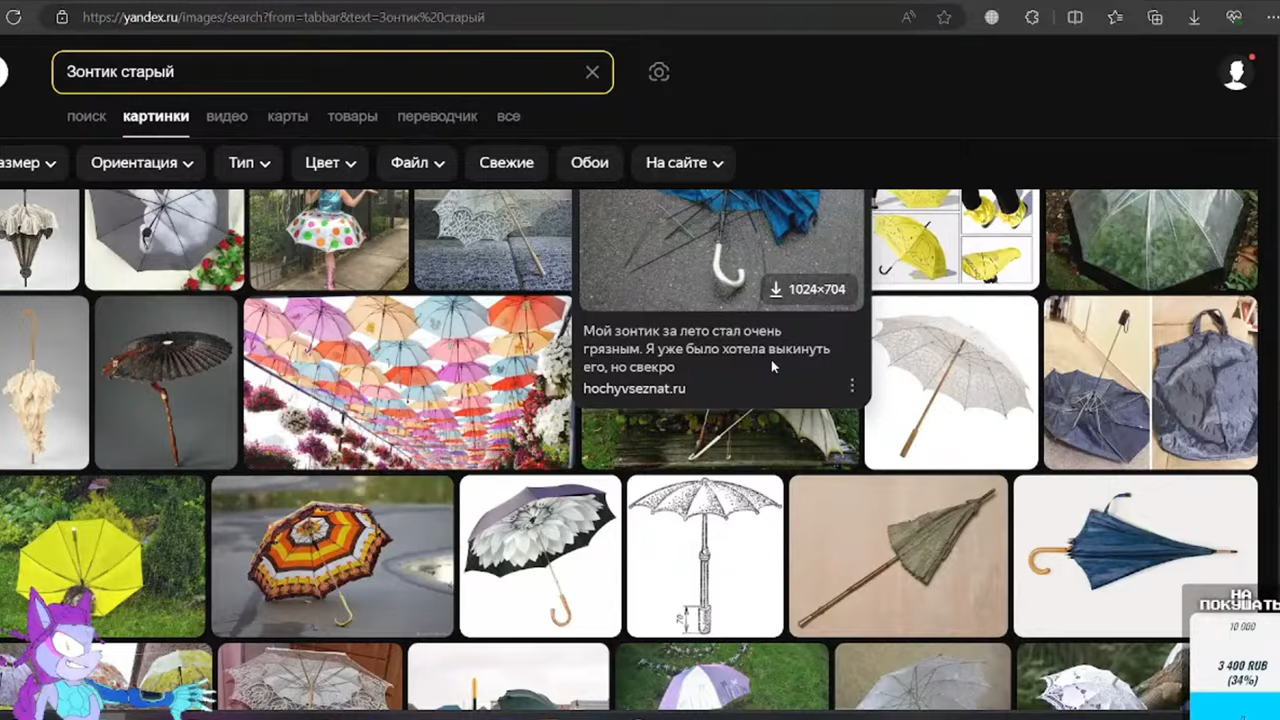 https://yandex.ru/images/search?from=tabbar&text=Зонтик%20старый
Зонтик старый
поиск картинки видео карты товары переводчик все
азмер Ориентация Тип Цвет Файл Свежие Обои На сайте
1024×704
Мой зонтик за лето стал очень
грязным. Я уже было хотела выкинуть
его, но свекро
hochyvseznat.ru
70
НА
ПОКУШАТЬ
10 000
3 400 RUB
(34%)